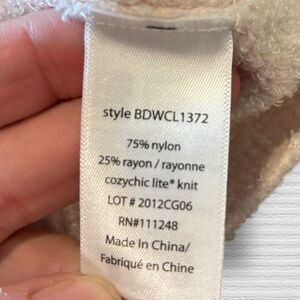 style BDWCL1372
75% nylon
25% rayon / rayonne
cozychic lite® knit
LOT # 2012CG06
RN#111248
Made In China/
Fabriqué en Chine